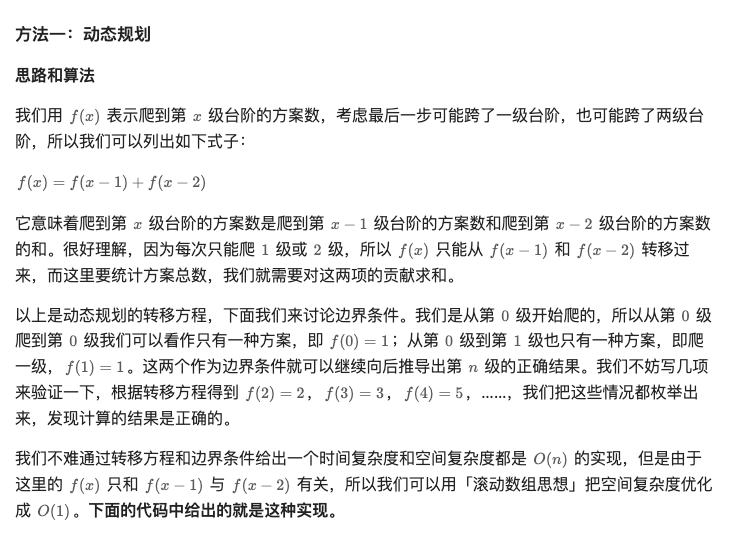 方法一：动态规划
思路和算法
我们用 f(x) 表示爬到第 x 级台阶的方案数，考虑最后一步可能跨了一级台阶，也可能跨了两级台
阶，所以我们可以列出如下式子：
f(x) = f(x − 1) + f(x − 2)
它意味着爬到第 x 级台阶的方案数是爬到第 x − 1 级台阶的方案数和爬到第 x − 2 级台阶的方案数
的和。很好理解，因为每次只能爬 1 级或 2 级，所以 f(x) 只能从 f(x − 1) 和 f(x − 2) 转移过
来，而这里要统计方案总数，我们就需要对这两项的贡献求和。
以上是动态规划的转移方程，下面我们来讨论边界条件。我们是从第 0 级开始爬的，所以从第 0 级
爬到第 0 级我们可以看作只有一种方案，即 f(0) = 1；从第 0 级到第 1 级也只有一种方案，即爬
一级，f(1) = 1。这两个作为边界条件就可以继续向后推导出第 n 级的正确结果。我们不妨写几项
来验证一下，根据转移方程得到 f(2) = 2，f(3) = 3，f(4) = 5，……，我们把这些情况都枚举出
来，发现计算的结果是正确的。
我们不难通过转移方程和边界条件给出一个时间复杂度和空间复杂度都是 O(n) 的实现，但是由于
这里的 f(x) 只和 f(x − 1) 与 f(x − 2) 有关，所以我们可以用「滚动数组思想」把空间复杂度优化
成 O(1)。下面的代码中给出的就是这种实现。